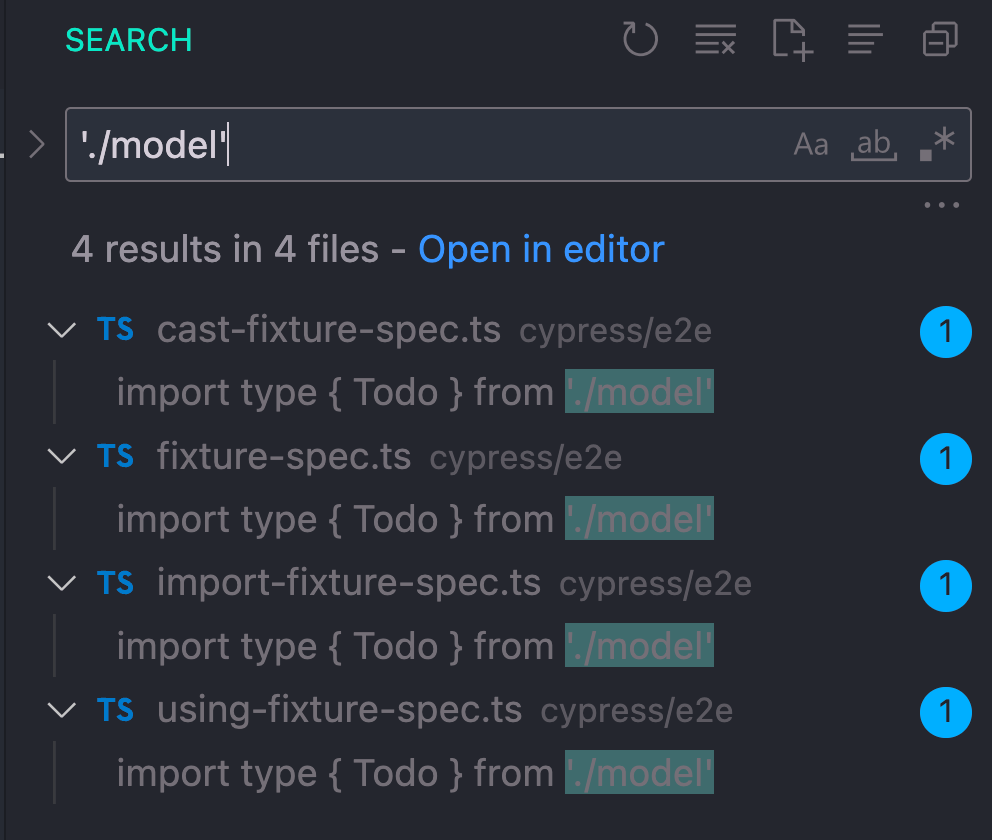 SEARCH
'./model'
Aa ab .*
4 results in 4 files - Open in editor
TS cast-fixture-spec.ts cypress/e2e 1
import type { Todo } from './model'
TS fixture-spec.ts cypress/e2e 1
import type { Todo } from './model'
TS import-fixture-spec.ts cypress/e2e 1
import type { Todo } from './model'
TS using-fixture-spec.ts cypress/e2e 1
import type { Todo } from './model'